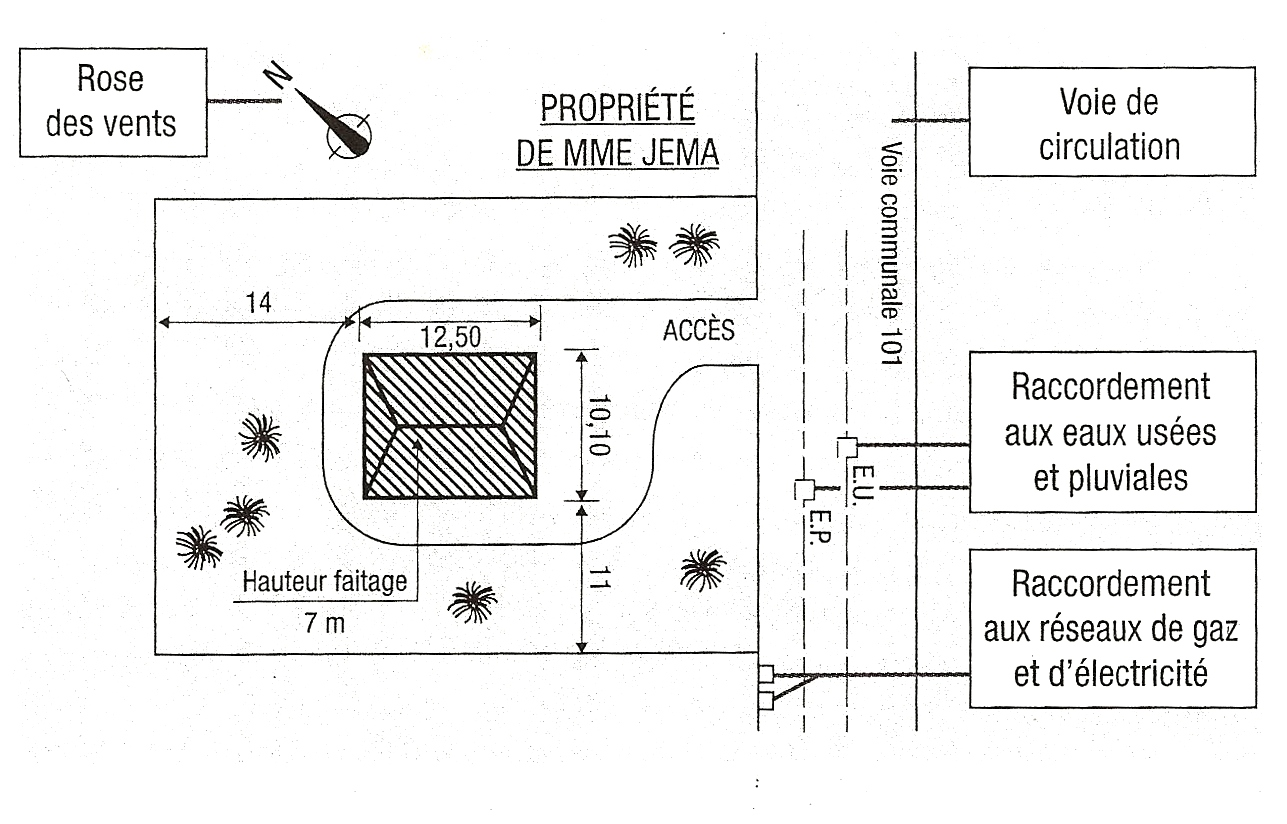 Rose
des vents
N
PROPRIÉTÉ
DE MME JEMA
Voie de
circulation
Voie communale 101
14
12,50
ACCÈS
10,10
Raccordement
aux eaux usées
et pluviales
E.U.
E.P.
Hauteur faitage
7 m
11
Raccordement
aux réseaux de gaz
et d'électricité